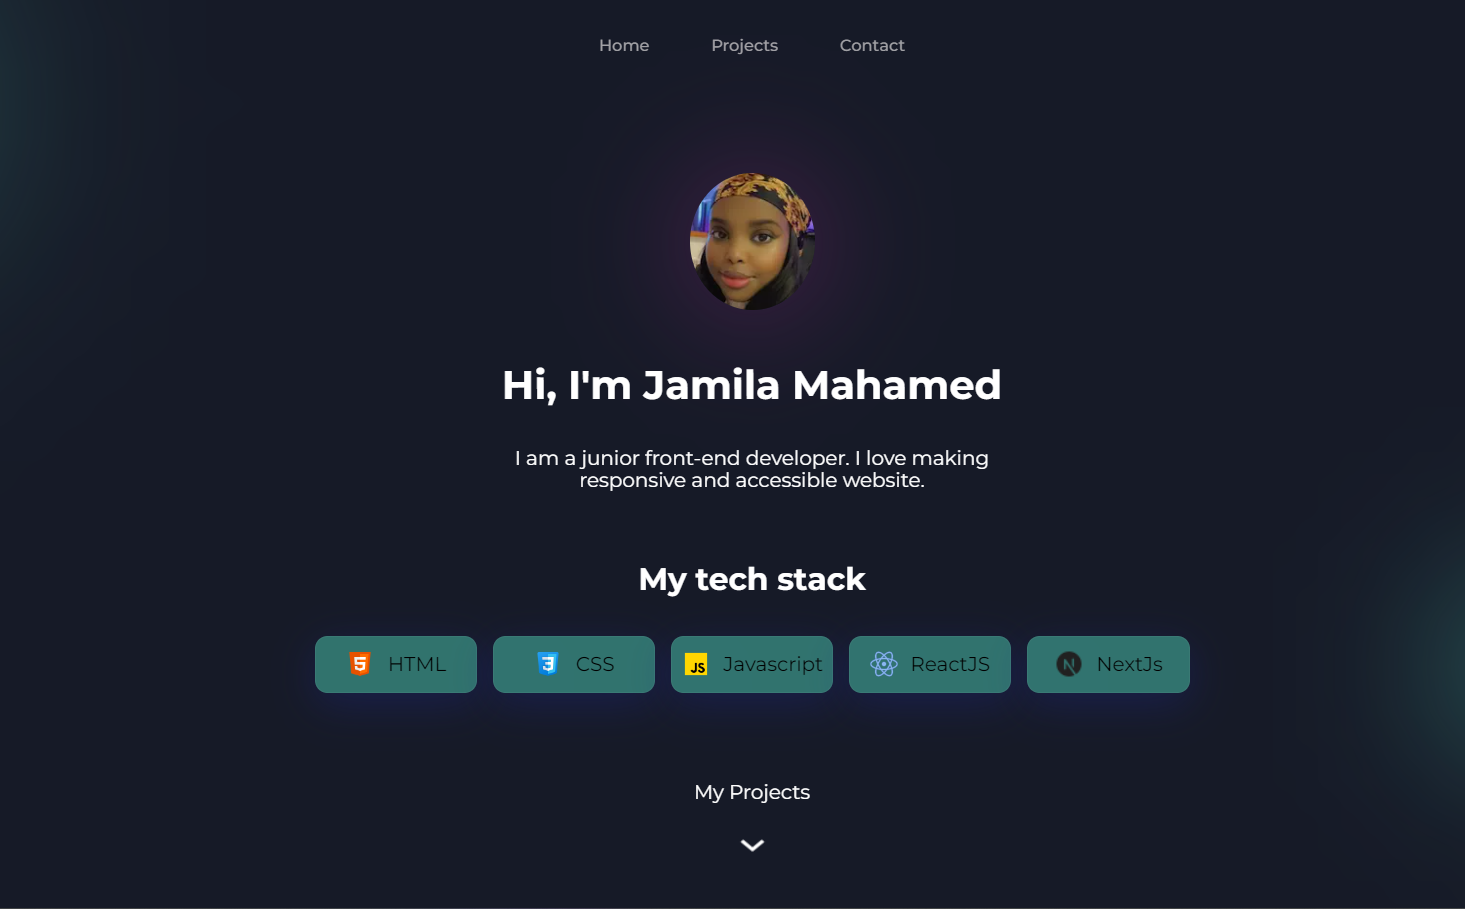 Home Projects Contact
Hi, I'm Jamila Mahamed
I am a junior front-end developer. I love making
responsive and accessible website.
My tech stack
5 HTML 3 CSS JS Javascript ReactJS N NextJs
My Projects